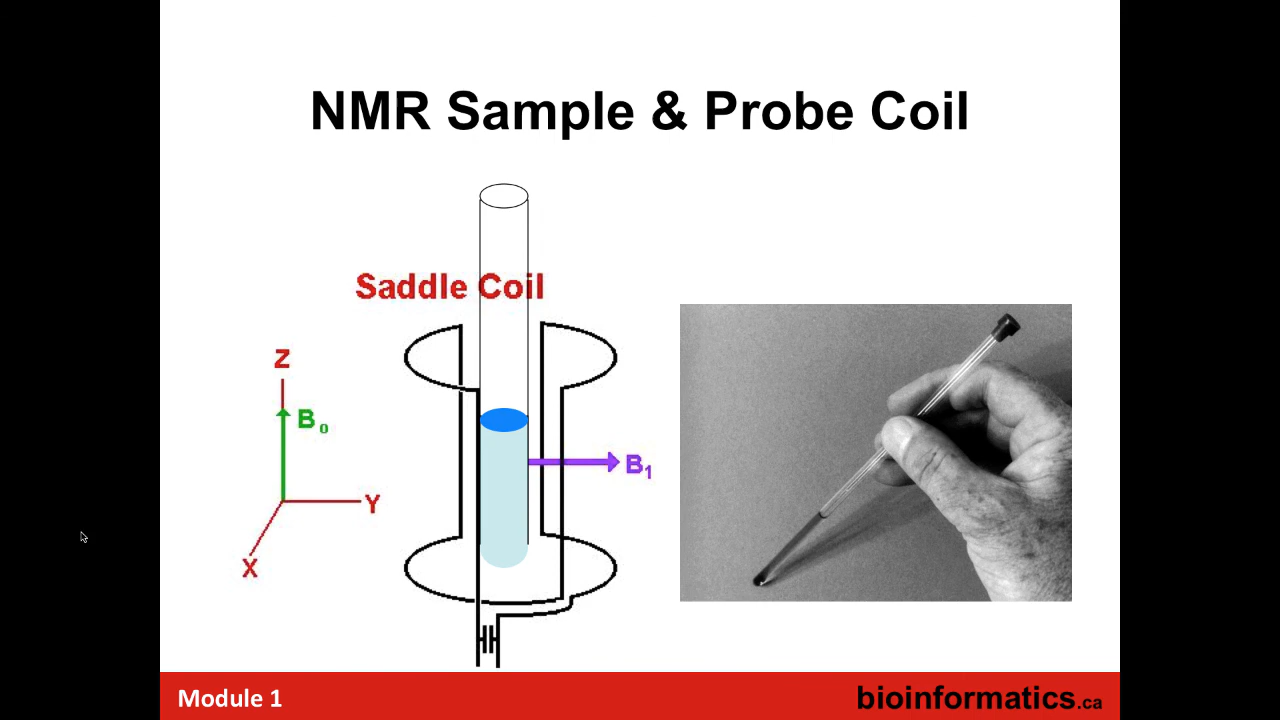 NMR Sample & Probe Coil
Saddle Coil
Z
B₀
B₁
Y
X
Module 1
bioinformatics.ca